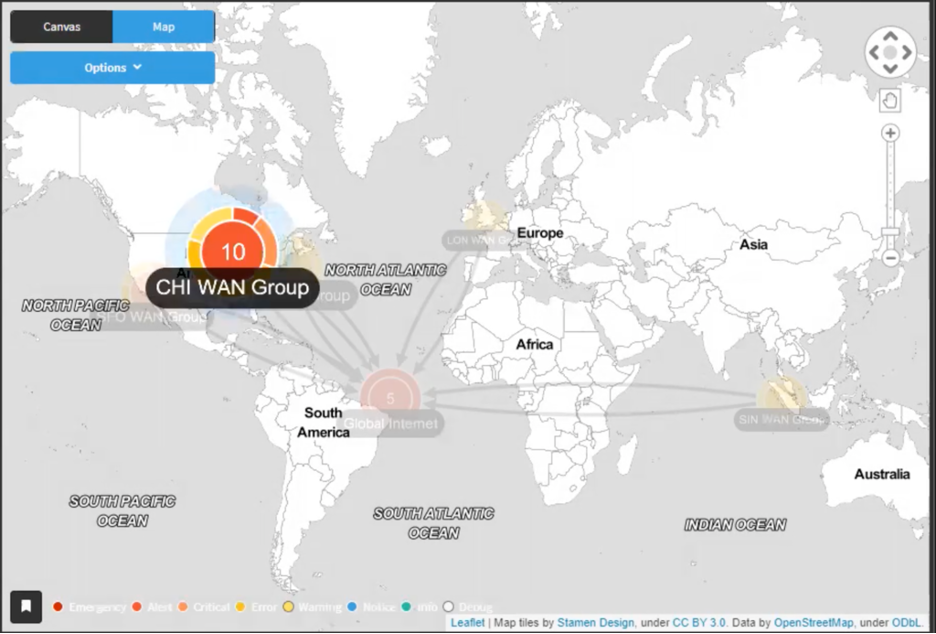 Canvas
Map
Options
10
CHI WAN Group
Group
SFO WAN Group
LON WAN G
5
Global Internet
SIN WAN Group
Europe
Asia
Africa
South
America
Australia
NORTH ATLANTIC
OCEAN
NORTH PACIFIC
OCEAN
SOUTH PACIFIC
OCEAN
SOUTH ATLANTIC
OCEAN
INDIAN OCEAN
Emergency Alert Critical Error Warning Notice Info Debug
Leaflet | Map tiles by Stamen Design, under CC BY 3.0. Data by OpenStreetMap, under ODbL.